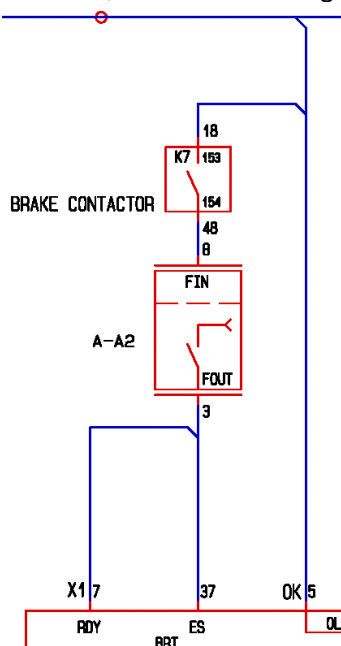 18
K7 153
BRAKE CONTACTOR
154
48
8
FIN
A-A2
FOUT
3
X1 7
37
OK 5
RDY
ES